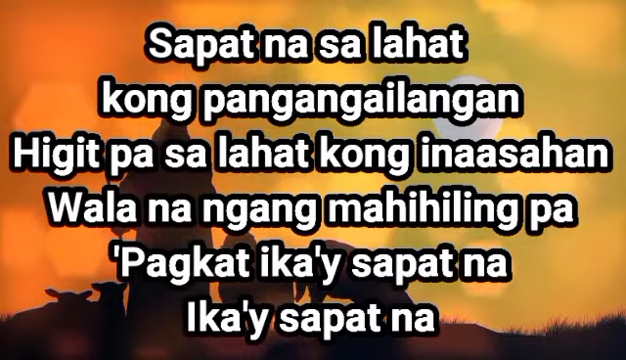 Sapat na sa lahat
kong pangangailangan
Higit pa sa lahat kong inaasahan
Wala na ngang mahihiling pa
'Pagkat ika'y sapat na
Ika'y sapat na